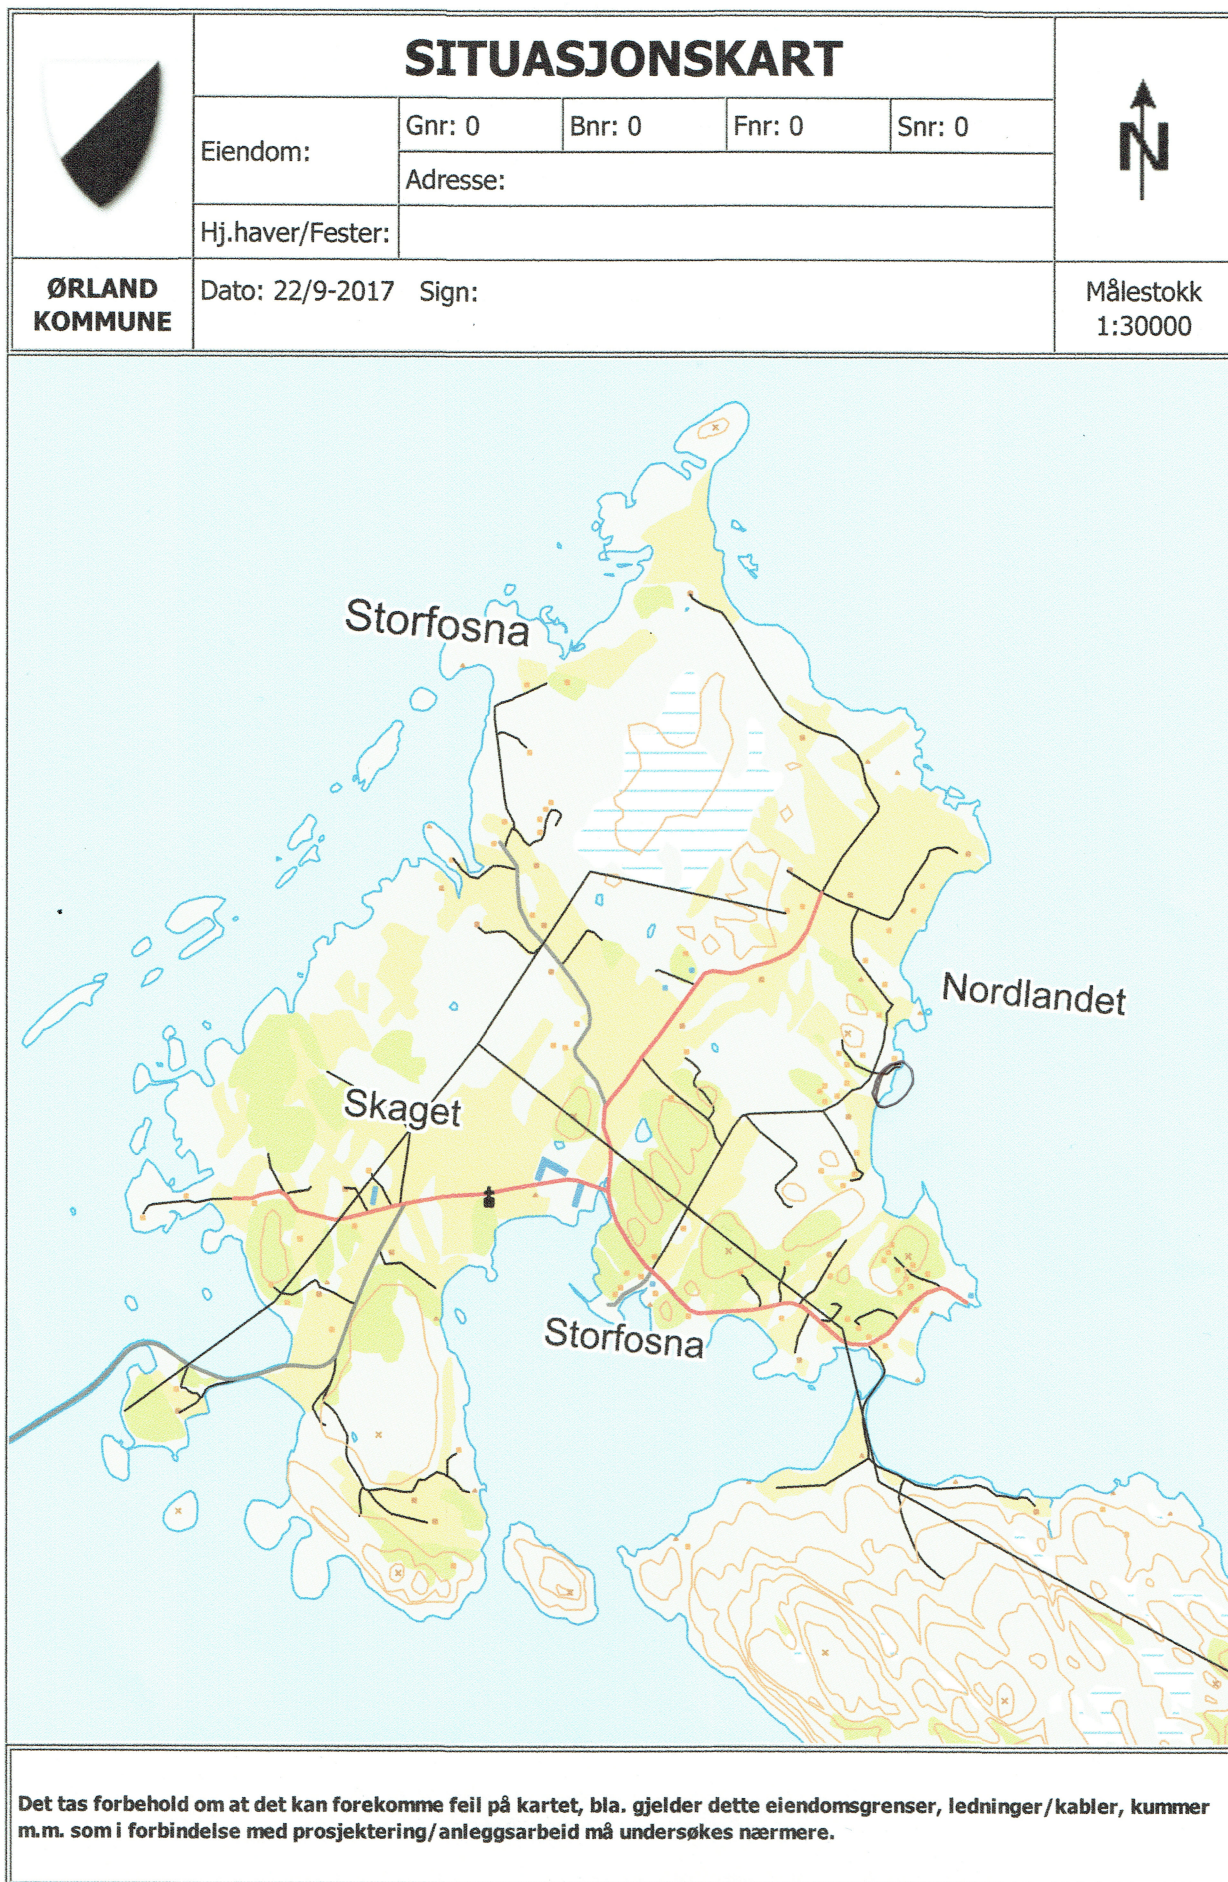 SITUASJONSKART
Eiendom:
Gnr: 0
Bnr: 0
Fnr: 0
Snr: 0
Adresse:
Hj.haver/Fester:
N
ØRLAND
KOMMUNE
Dato: 22/9-2017 Sign:
Målestokk
1:30000
Storfosna
Nordlandet
Skaget
Storfosna
Det tas forbehold om at det kan forekomme feil på kartet, bla. gjelder dette eiendomsgrenser, ledninger/kabler, kummer
m.m. som i forbindelse med prosjektering/anleggsarbeid må undersøkes nærmere.